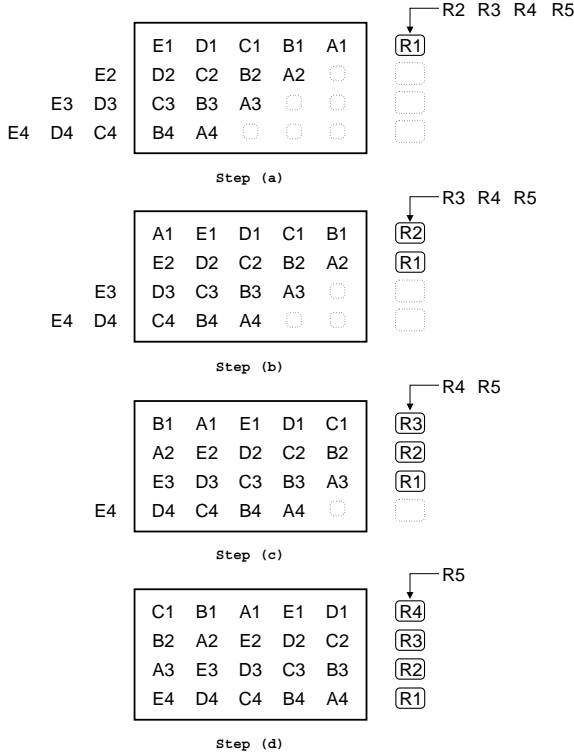 R2 R3 R4 R5
E1 D1 C1 B1 A1 R1
E2 D2 C2 B2 A2
E3 D3 C3 B3 A3
E4 D4 C4 B4 A4
Step (a)
R3 R4 R5
A1 E1 D1 C1 B1 R2
E2 D2 C2 B2 A2 R1
E3 D3 C3 B3 A3
E4 D4 C4 B4 A4
Step (b)
R4 R5
B1 A1 E1 D1 C1 R3
A2 E2 D2 C2 B2 R2
E3 D3 C3 B3 A3 R1
E4 D4 C4 B4 A4
Step (c)
R5
C1 B1 A1 E1 D1 R4
B2 A2 E2 D2 C2 R3
A3 E3 D3 C3 B3 R2
E4 D4 C4 B4 A4 R1
Step (d)